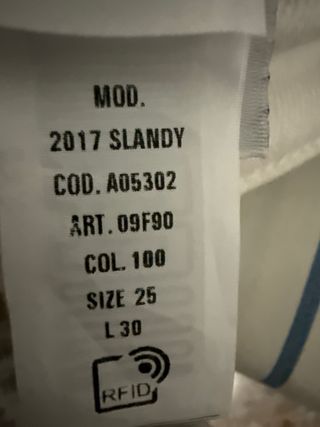 MOD.
2017 SLANDY
COD. A05302
ART. 09F90
COL. 100
SIZE 25
L 30
RFID